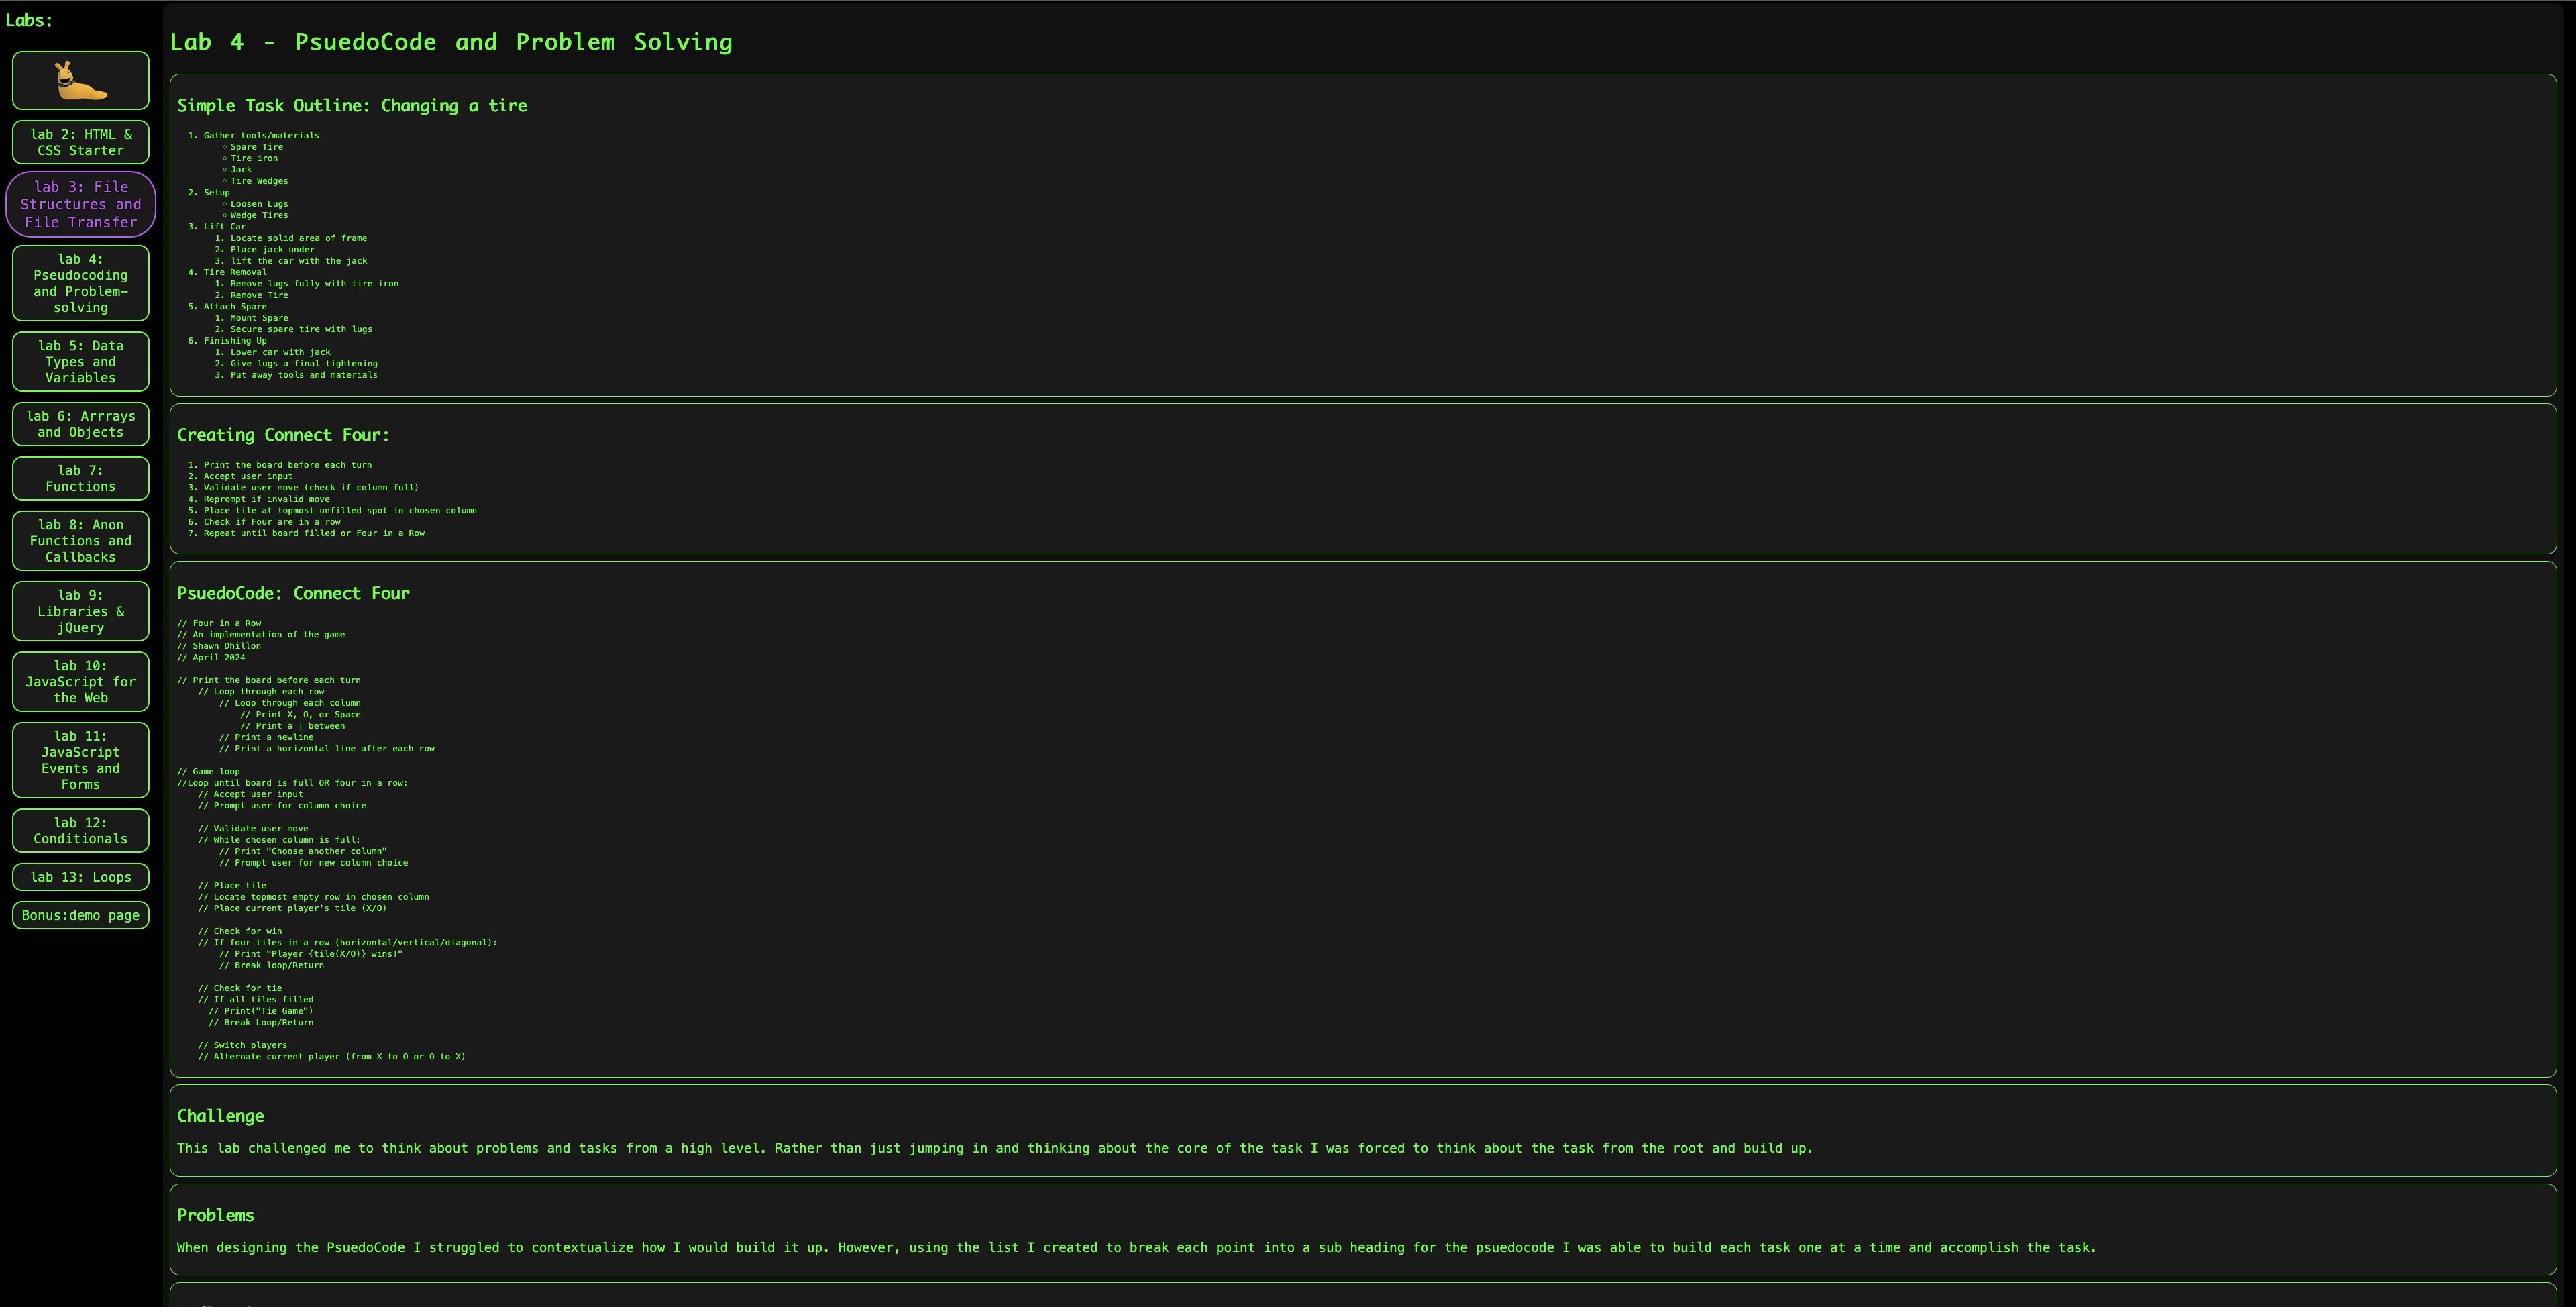 Labs:
lab 2: HTML &
CSS Starter
lab 3: File
Structures and
File Transfer
lab 4:
Pseudocoding
and Problem-
solving
lab 5: Data
Types and
Variables
lab 6: Arrrays
and Objects
lab 7:
Functions
lab 8: Anon
Functions and
Callbacks
lab 9:
Libraries &
jQuery
lab 10:
JavaScript for
the Web
lab 11:
JavaScript
Events and
Forms
lab 12:
Conditionals
lab 13: Loops
Bonus:demo page
Lab 4 - PsuedoCode and Problem Solving
Simple Task Outline: Changing a tire
1. Gather tools/materials
◦ Spare Tire
◦ Tire iron
◦ Jack
◦ Tire Wedges
2. Setup
◦ Loosen Lugs
◦ Wedge Tires
3. Lift Car
1. Locate solid area of frame
2. Place jack under
3. lift the car with the jack
4. Tire Removal
1. Remove lugs fully with tire iron
2. Remove Tire
5. Attach Spare
1. Mount Spare
2. Secure spare tire with lugs
6. Finishing Up
1. Lower car with jack
2. Give lugs a final tightening
3. Put away tools and materials
Creating Connect Four:
1. Print the board before each turn
2. Accept user input
3. Validate user move (check if column full)
4. Reprompt if invalid move
5. Place tile at topmost unfilled spot in chosen column
6. Check if Four are in a row
7. Repeat until board filled or Four in a Row
PsuedoCode: Connect Four
// Four in a Row
// An implementation of the game
// Shawn Dhillon
// April 2024
// Print the board before each turn
// Loop through each row
// Loop through each column
// Print X, O, or Space
// Print a | between
// Print a newline
// Print a horizontal line after each row
// Game loop
//Loop until board is full OR four in a row:
// Accept user input
// Prompt user for column choice
// Validate user move
// While chosen column is full:
// Print "Choose another column"
// Prompt user for new column choice
// Place tile
// Locate topmost empty row in chosen column
// Place current player's tile (X/O)
// Check for win
// If four tiles in a row (horizontal/vertical/diagonal):
// Print "Player {tile(X/O)} wins!"
// Break loop/Return
// Check for tie
// If all tiles filled
// Print("Tie Game")
// Break Loop/Return
// Switch players
// Alternate current player (from X to O or O to X)
Challenge
This lab challenged me to think about problems and tasks from a high level. Rather than just jumping in and thinking about the core of the task I was forced to think about the task from the root and build up.
Problems
When designing the PsuedoCode I struggled to contextualize how I would build it up. However, using the list I created to break each point into a sub heading for the psuedocode I was able to build each task one at a time and accomplish the task.